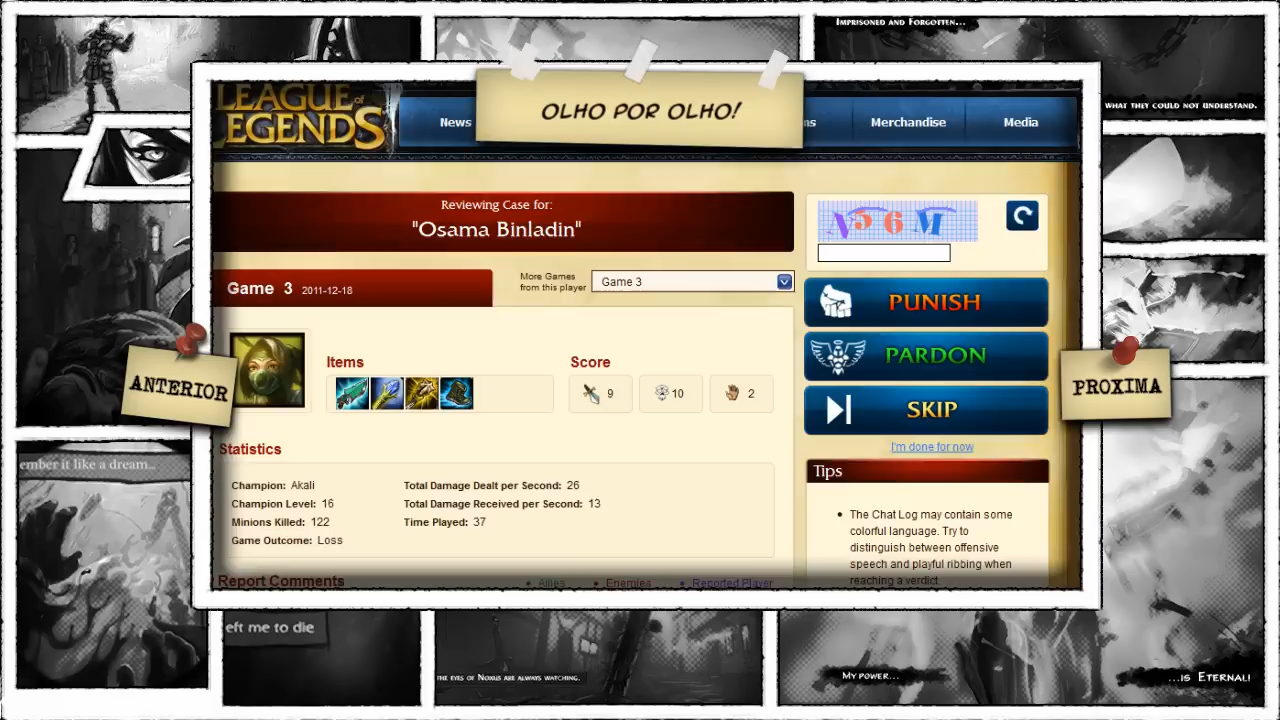 IMPRISONED AND FORGOTTEN...
WHAT THEY COULD NOT UNDERSTAND.
LEAGUE of LEGENDS
OLHO POR OLHO!
News
Merchandise
Media
Reviewing Case for:
"Osama Binladin"
N56M
Game 3 2011-12-18
More Games
from this player
Game 3
PUNISH
PARDON
SKIP
I'm done for now
ANTERIOR
PROXIMA
Items
Score
9
10
2
Statistics
Champion: Akali
Total Damage Dealt per Second: 26
Champion Level: 16
Total Damage Received per Second: 13
Minions Killed: 122
Time Played: 37
Game Outcome: Loss
Tips
• The Chat Log may contain some
colorful language. Try to
distinguish between offensive
speech and playful ribbing when
reaching a verdict.
Report Comments
• Allies
• Enemies
• Reported Player
ember it like a dream...
eft me to die
THE EYES OF NOXUS ARE ALWAYS WATCHING.
MY POWER...
...IS ETERNAL!